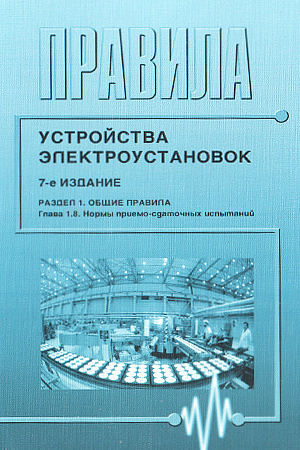 ПРАВИЛА
УСТРОЙСТВА
ЭЛЕКТРОУСТАНОВОК
7-е ИЗДАНИЕ
РАЗДЕЛ 1. ОБЩИЕ ПРАВИЛА
Глава 1.8. Нормы приемо-сдаточных испытаний